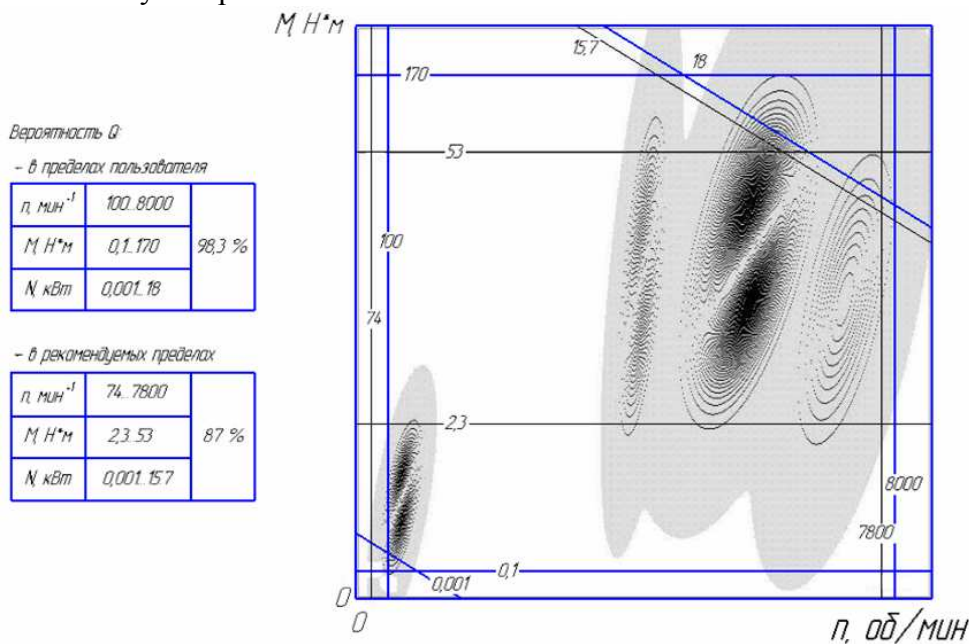 M, Н*м
Вероятность Q:
- в пределах пользователя
n, мин⁻¹ 100..8000
M, Н*м 0,1..170 98,3 %
N, кВт 0,001..18
- в рекомендуемых пределах
n, мин⁻¹ 74..7800
M, Н*м 2,3..53 87 %
N, кВт 0,001..157
15,7
18
170
53
100
74
2,3
8000
7800
0,1
0,001
0
0
n, об/мин